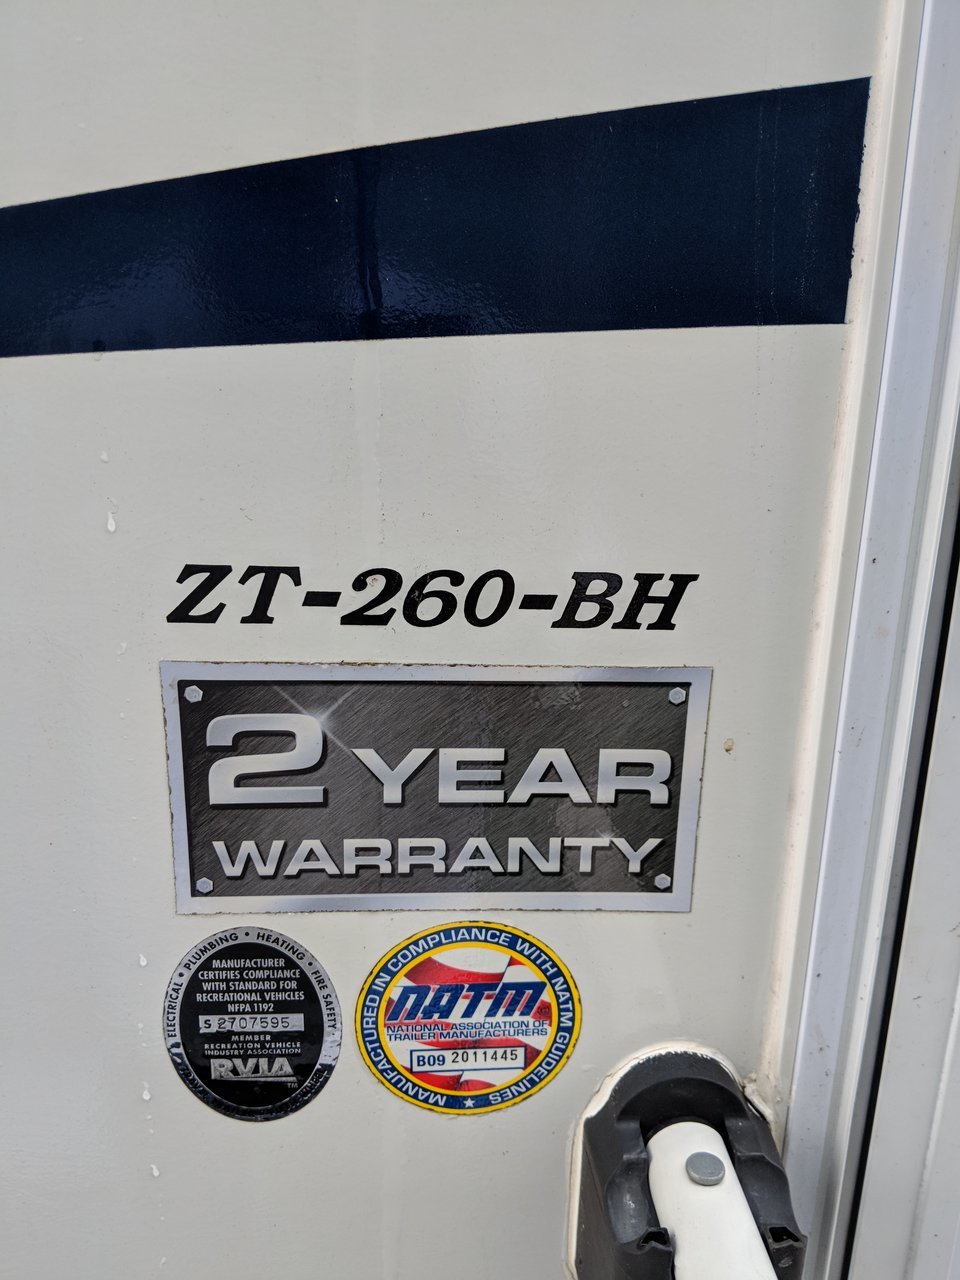 ZT-260-BH
2 YEAR
WARRANTY
ELECTRICAL • PLUMBING • HEATING • FIRE SAFETY
MANUFACTURER
CERTIFIES COMPLIANCE
WITH STANDARD FOR
RECREATIONAL VEHICLES
NFPA 1192
S 2707595
MEMBER
RECREATION VEHICLE
INDUSTRY ASSOCIATION
RVIA
TM
MANUFACTURED IN COMPLIANCE WITH NATM GUIDELINES
NATM
NATIONAL ASSOCIATION OF
TRAILER MANUFACTURERS
B09 2011445